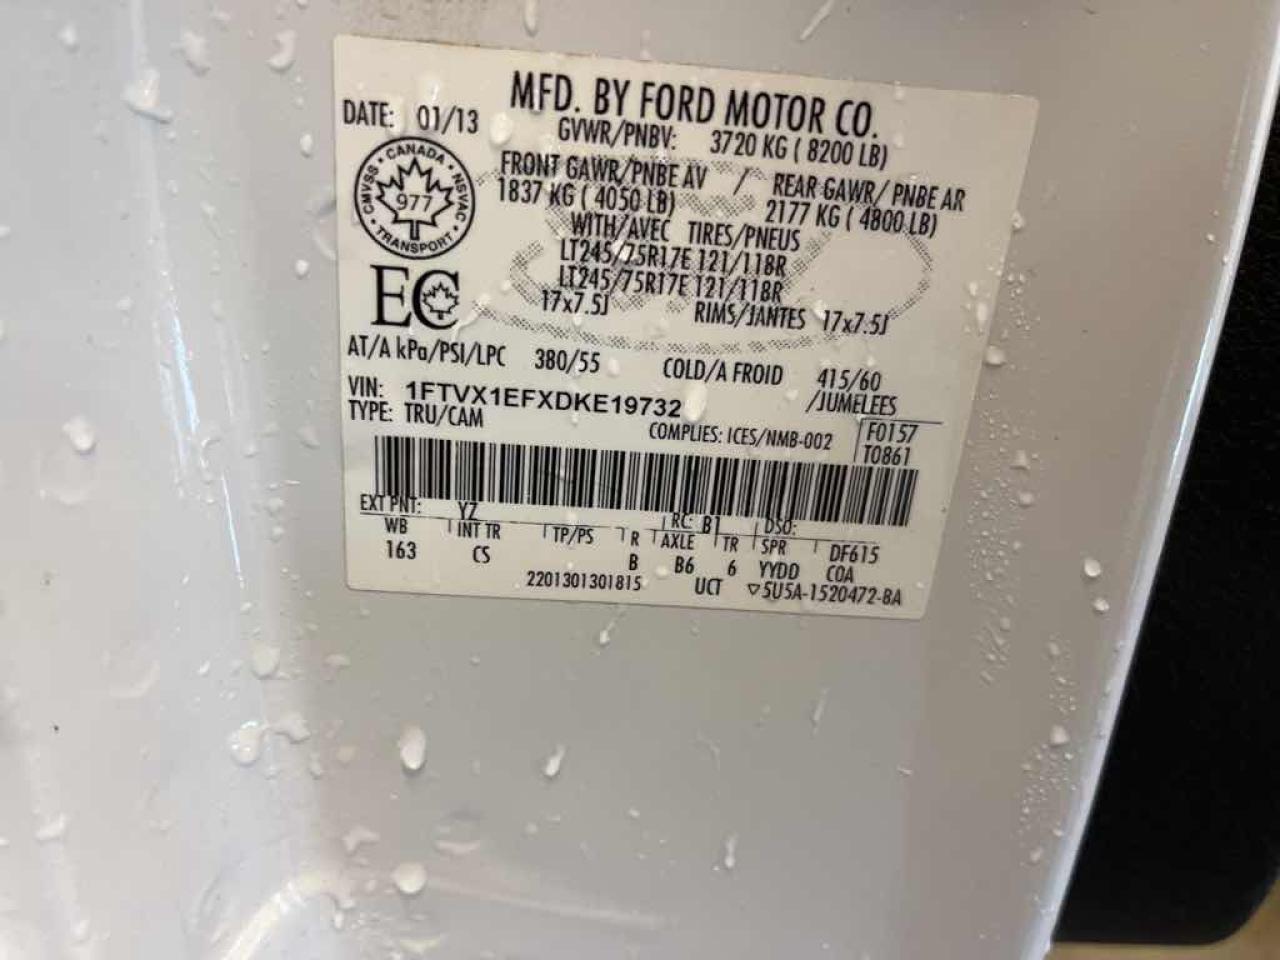 MFD. BY FORD MOTOR CO.
DATE: 01/13
GVWR/PNBV: 3720 KG ( 8200 LB)
FRONT GAWR/PNBE AV / REAR GAWR/ PNBE AR
1837 KG ( 4050 LB) 2177 KG ( 4800 LB)
WITH/AVEC TIRES/PNEUS
LT245/75R17E 121/118R
LT245/75R17E 121/118R
17x7.5J RIMS/JANTES 17x7.5J
CANADA
CMVSS
NSVAC
977
TRANSPORT
EC
AT/A kPa/PSI/LPC 380/55 COLD/A FROID 415/60
/JUMELEES
VIN: 1FTVX1EFXDKE19732
TYPE: TRU/CAM
COMPLIES: ICES/NMB-002
F0157
T0861
EXT PNT: YZ RC: B1 DSO:
WB INT TR TP/PS R AXLE TR SPR DF615
163 CS B B6 6 YYDD COA
2201301301815 UCT ▽5U5A-1520472-BA